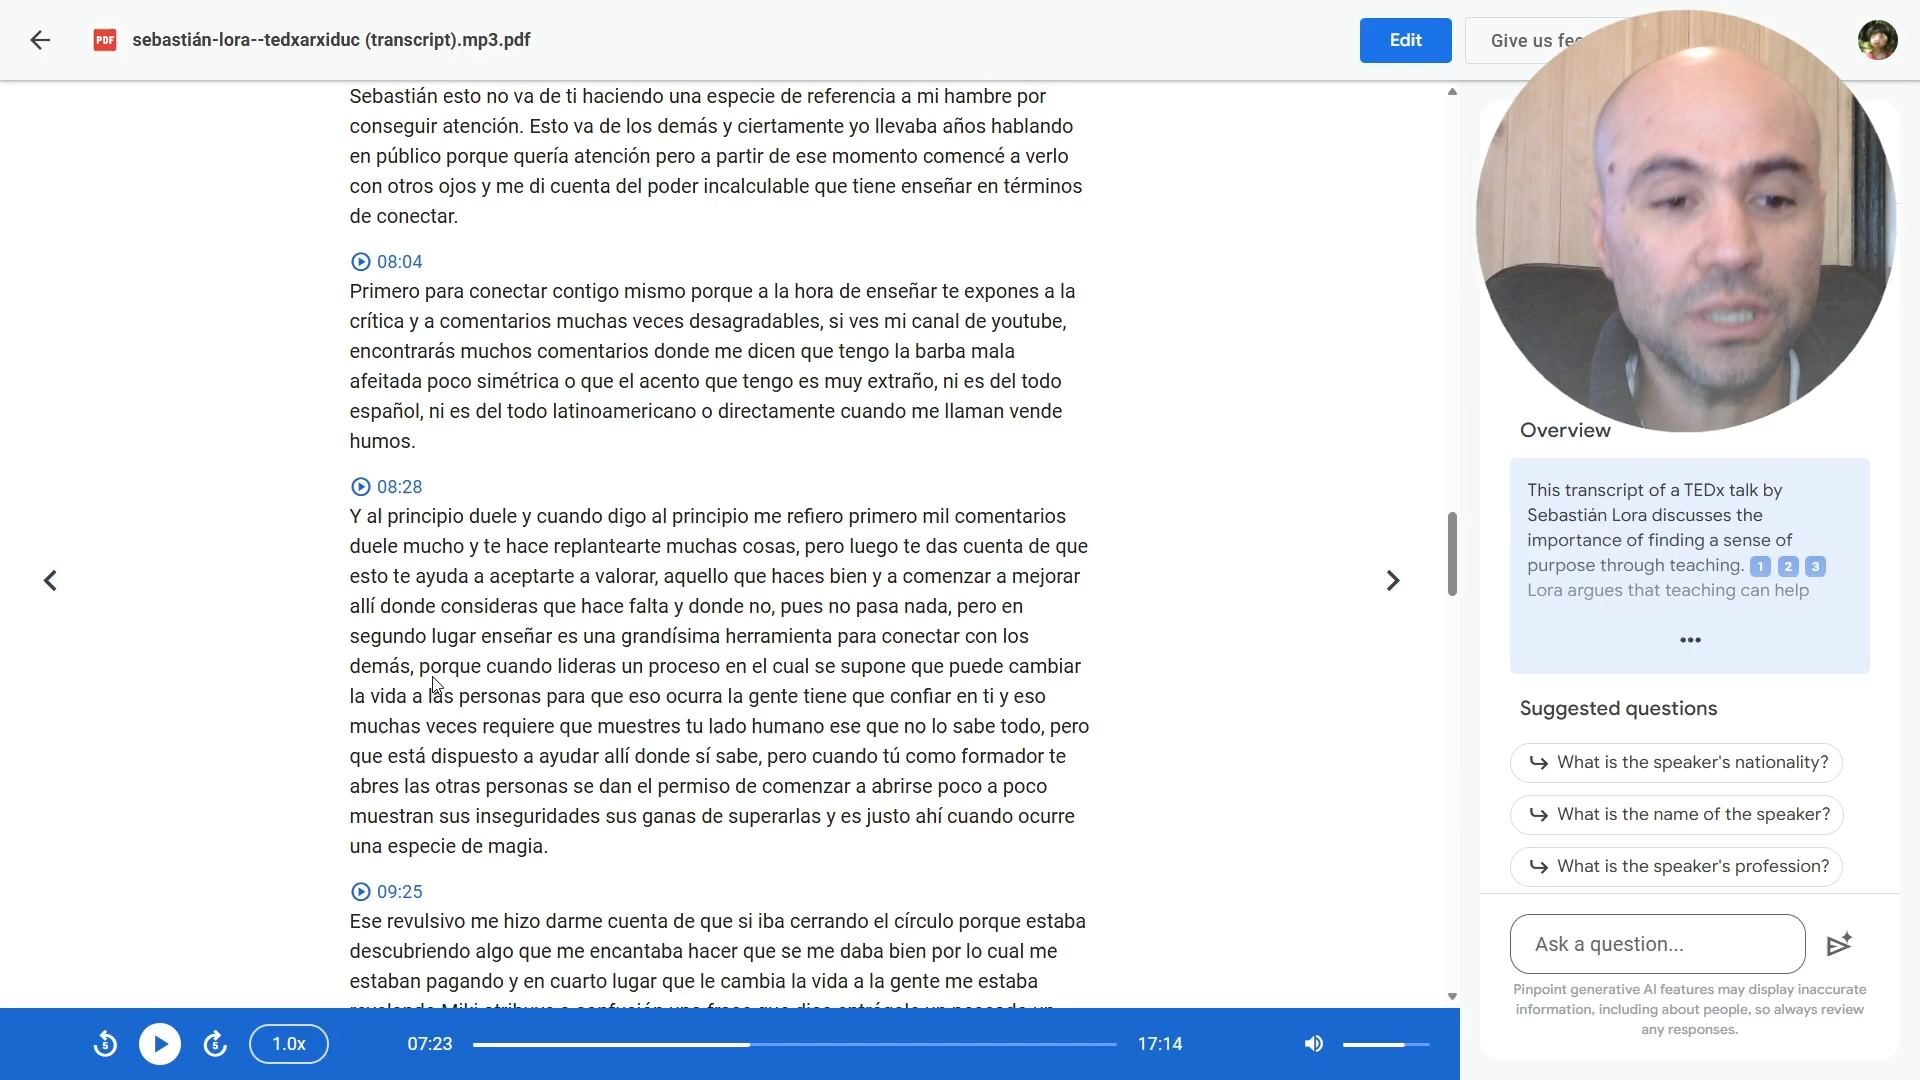 PDF sebastián-lora--tedxarxiduc (transcript).mp3.pdf
Edit
Give us fee
Sebastián esto no va de ti haciendo una especie de referencia a mi hambre por
conseguir atención. Esto va de los demás y ciertamente yo llevaba años hablando
en público porque quería atención pero a partir de ese momento comencé a verlo
con otros ojos y me di cuenta del poder incalculable que tiene enseñar en términos
de conectar.
08:04
Primero para conectar contigo mismo porque a la hora de enseñar te expones a la
crítica y a comentarios muchas veces desagradables, si ves mi canal de youtube,
encontrarás muchos comentarios donde me dicen que tengo la barba mala
afeitada poco simétrica o que el acento que tengo es muy extraño, ni es del todo
español, ni es del todo latinoamericano o directamente cuando me llaman vende
humos.
08:28
Y al principio duele y cuando digo al principio me refiero primero mil comentarios
duele mucho y te hace replantearte muchas cosas, pero luego te das cuenta de que
esto te ayuda a aceptarte a valorar, aquello que haces bien y a comenzar a mejorar
allí donde consideras que hace falta y donde no, pues no pasa nada, pero en
segundo lugar enseñar es una grandísima herramienta para conectar con los
demás, porque cuando lideras un proceso en el cual se supone que puede cambiar
la vida a las personas para que eso ocurra la gente tiene que confiar en ti y eso
muchas veces requiere que muestres tu lado humano ese que no lo sabe todo, pero
que está dispuesto a ayudar allí donde sí sabe, pero cuando tú como formador te
abres las otras personas se dan el permiso de comenzar a abrirse poco a poco
muestran sus inseguridades sus ganas de superarlas y es justo ahí cuando ocurre
una especie de magia.
09:25
Ese revulsivo me hizo darme cuenta de que si iba cerrando el círculo porque estaba
descubriendo algo que me encantaba hacer que se me daba bien por lo cual me
estaban pagando y en cuarto lugar que le cambia la vida a la gente me estaba
Overview
This transcript of a TEDx talk by
Sebastián Lora discusses the
importance of finding a sense of
purpose through teaching. 1 2 3
Lora argues that teaching can help
Suggested questions
What is the speaker's nationality?
What is the name of the speaker?
What is the speaker's profession?
Ask a question...
Pinpoint generative AI features may display inaccurate
information, including about people, so always review
any responses.
5 5 1.0x 07:23 17:14